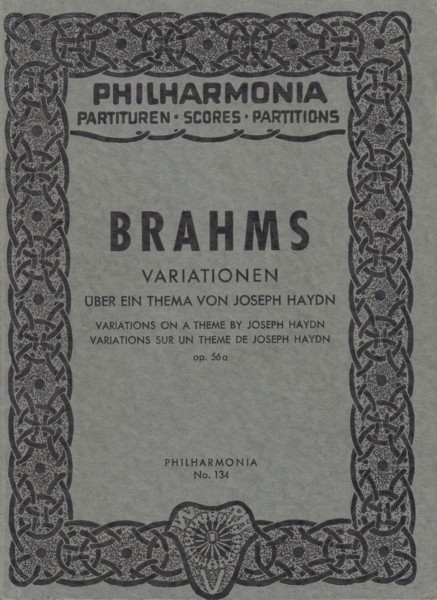 PHILHARMONIA
PARTITUREN • SCORES • PARTITIONS
BRAHMS
VARIATIONEN
ÜBER EIN THEMA VON JOSEPH HAYDN
VARIATIONS ON A THEME BY JOSEPH HAYDN
VARIATIONS SUR UN THEME DE JOSEPH HAYDN
op. 56a
PHILHARMONIA
No. 134